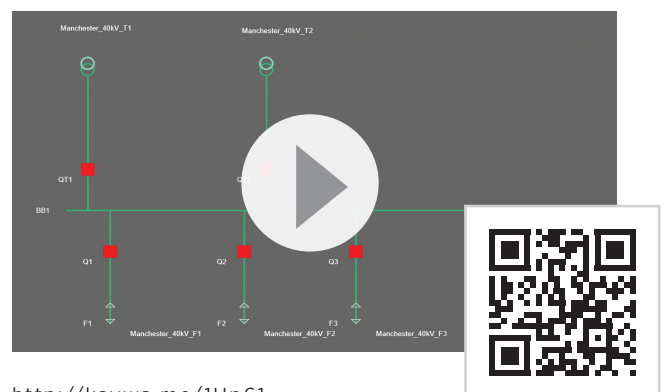 Manchester_40kV_T1
Manchester_40kV_T2
QT1
BB1
Q1
Q2
Q3
F1
F2
F3
Manchester_40kV_F1
Manchester_40kV_F2
Manchester_40kV_F3